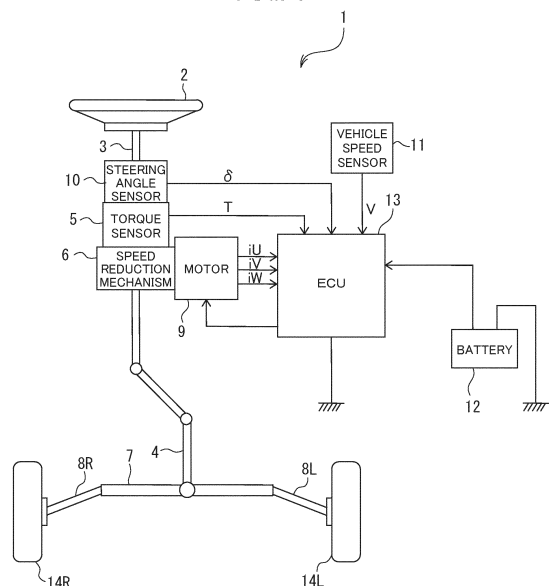 1
2
3
VEHICLE
SPEED
SENSOR
11
STEERING
ANGLE
SENSOR
10
δ
T
V
13
5
TORQUE
SENSOR
6
SPEED
REDUCTION
MECHANISM
MOTOR
iU
iV
iW
ECU
9
BATTERY
12
4
7
8R
8L
14R
14L